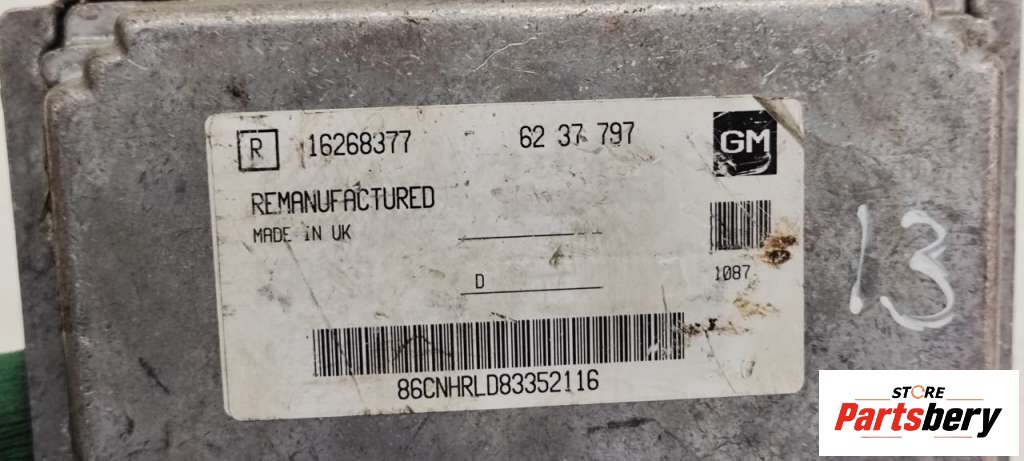 R 16268377 62 37 797 GM
REMANUFACTURED
MADE IN UK
D
1087
86CNHRLD83352116
13
STORE
Partsbery